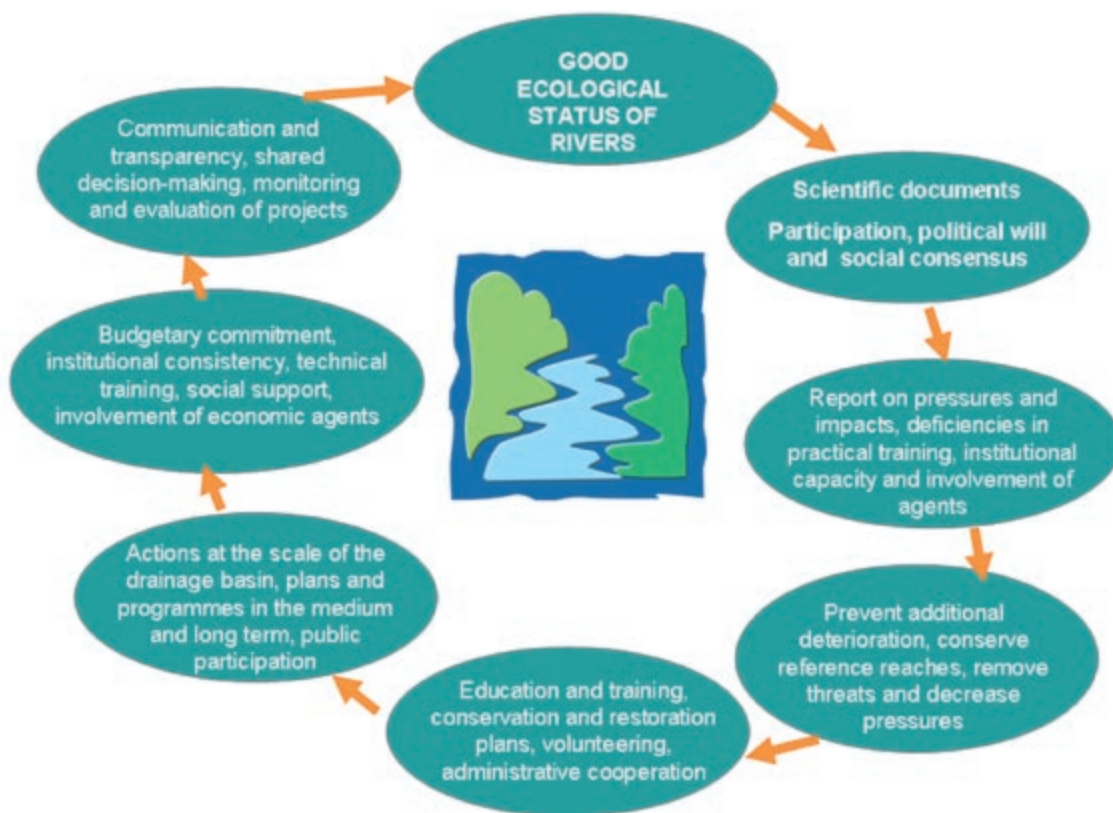 GOOD
ECOLOGICAL
STATUS OF
RIVERS
Scientific documents
Participation, political will
and social consensus
Report on pressures and
impacts, deficiencies in
practical training, institutional
capacity and involvement of
agents
Prevent additional
deterioration, conserve
reference reaches, remove
threats and decrease
pressures
Education and training,
conservation and restoration
plans, volunteering,
administrative cooperation
Actions at the scale of the
drainage basin, plans and
programmes in the medium
and long term, public
participation
Budgetary commitment,
institutional consistency, technical
training, social support,
involvement of economic agents
Communication and
transparency, shared
decision-making, monitoring
and evaluation of projects